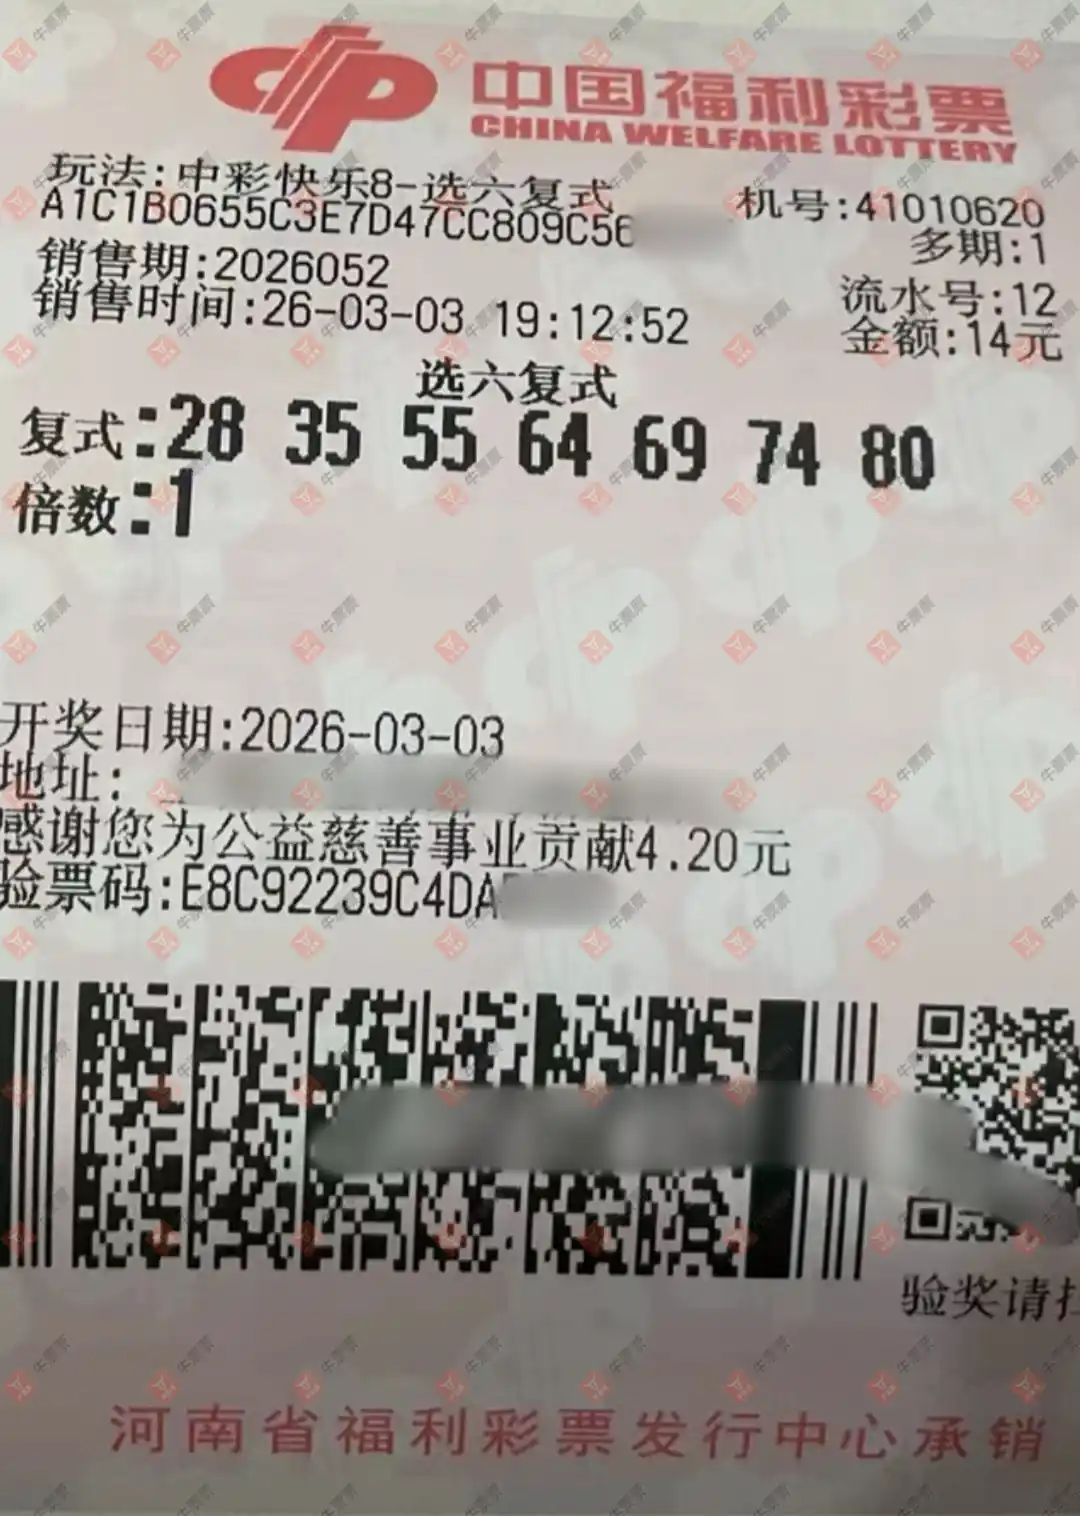 中国福利彩票
CHINA WELFARE LOTTERY
玩法:中彩快乐8-选六复式
A1C1B0655C3E7D47CC809C56
机号:41010620
多期:1
销售期:2026052
流水号:12
销售时间:26-03-03 19:12:52
金额:14元
选六复式
复式:28 35 55 64 69 74 80
倍数:1
开奖日期:2026-03-03
地址:
感谢您为公益慈善事业贡献4.20元
验票码:E8C92239C4DA
验奖请扫
河南省福利彩票发行中心承销
牛票票